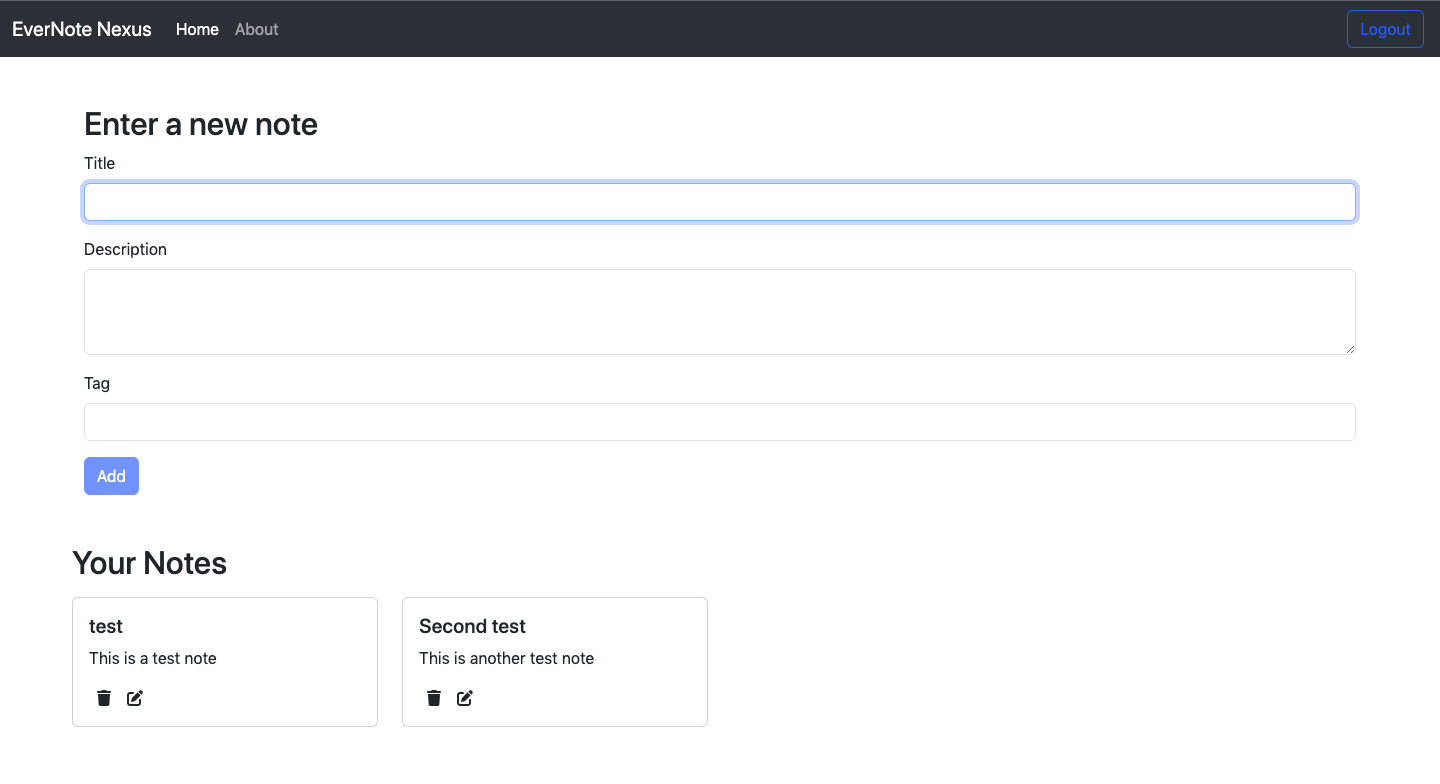 EverNote Nexus Home About Logout
Enter a new note
Title
Description
Tag
Add
Your Notes
test
This is a test note
Second test
This is another test note